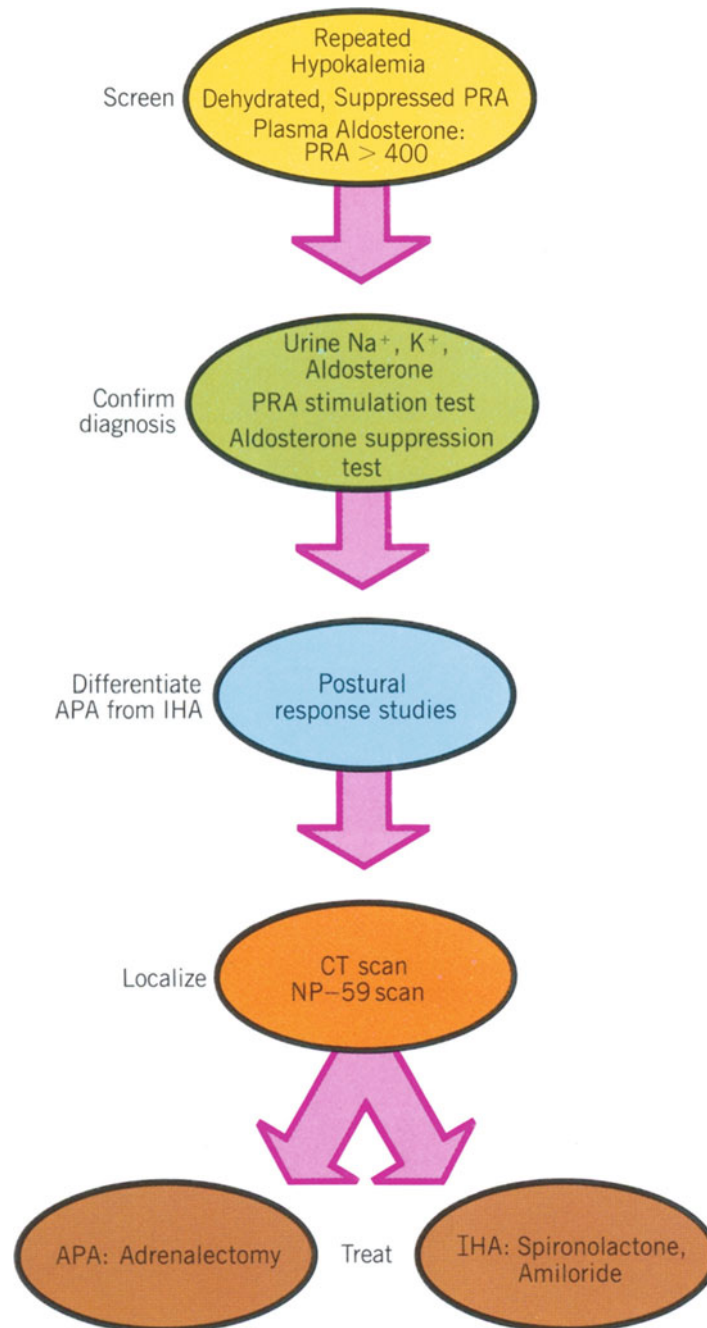 Screen
Repeated
Hypokalemia
Dehydrated, Suppressed PRA
Plasma Aldosterone:
PRA > 400
Confirm
diagnosis
Urine Na⁺, K⁺,
Aldosterone
PRA stimulation test
Aldosterone suppression
test
Differentiate
APA from IHA
Postural
response studies
Localize
CT scan
NP–59 scan
APA: Adrenalectomy
Treat
IHA: Spironolactone,
Amiloride